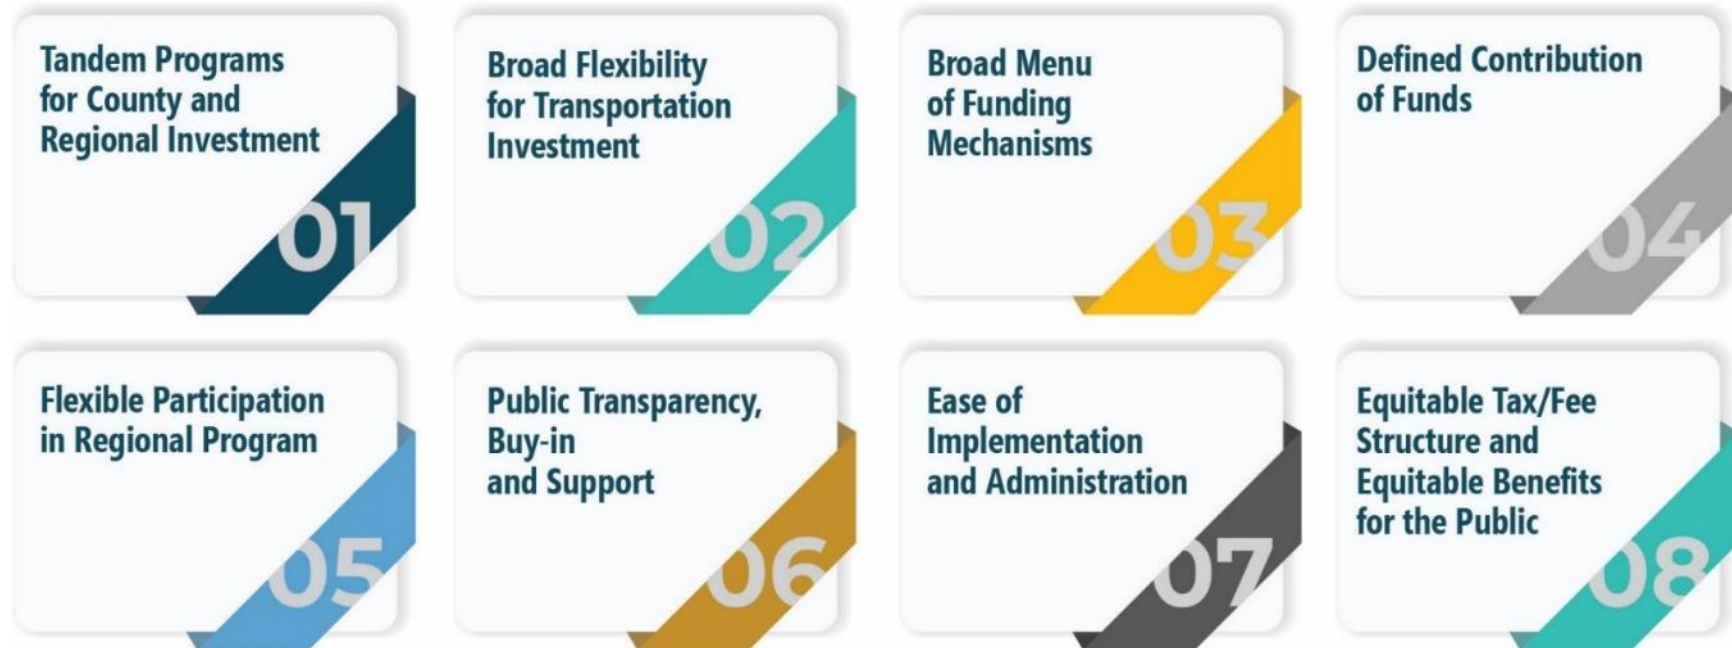 Tandem Programs
for County and
Regional Investment
01
Broad Flexibility
for Transportation
Investment
02
Broad Menu
of Funding
Mechanisms
03
Defined Contribution
of Funds
04
Flexible Participation
in Regional Program
05
Public Transparency,
Buy-in
and Support
06
Ease of
Implementation
and Administration
07
Equitable Tax/Fee
Structure and
Equitable Benefits
for the Public
08